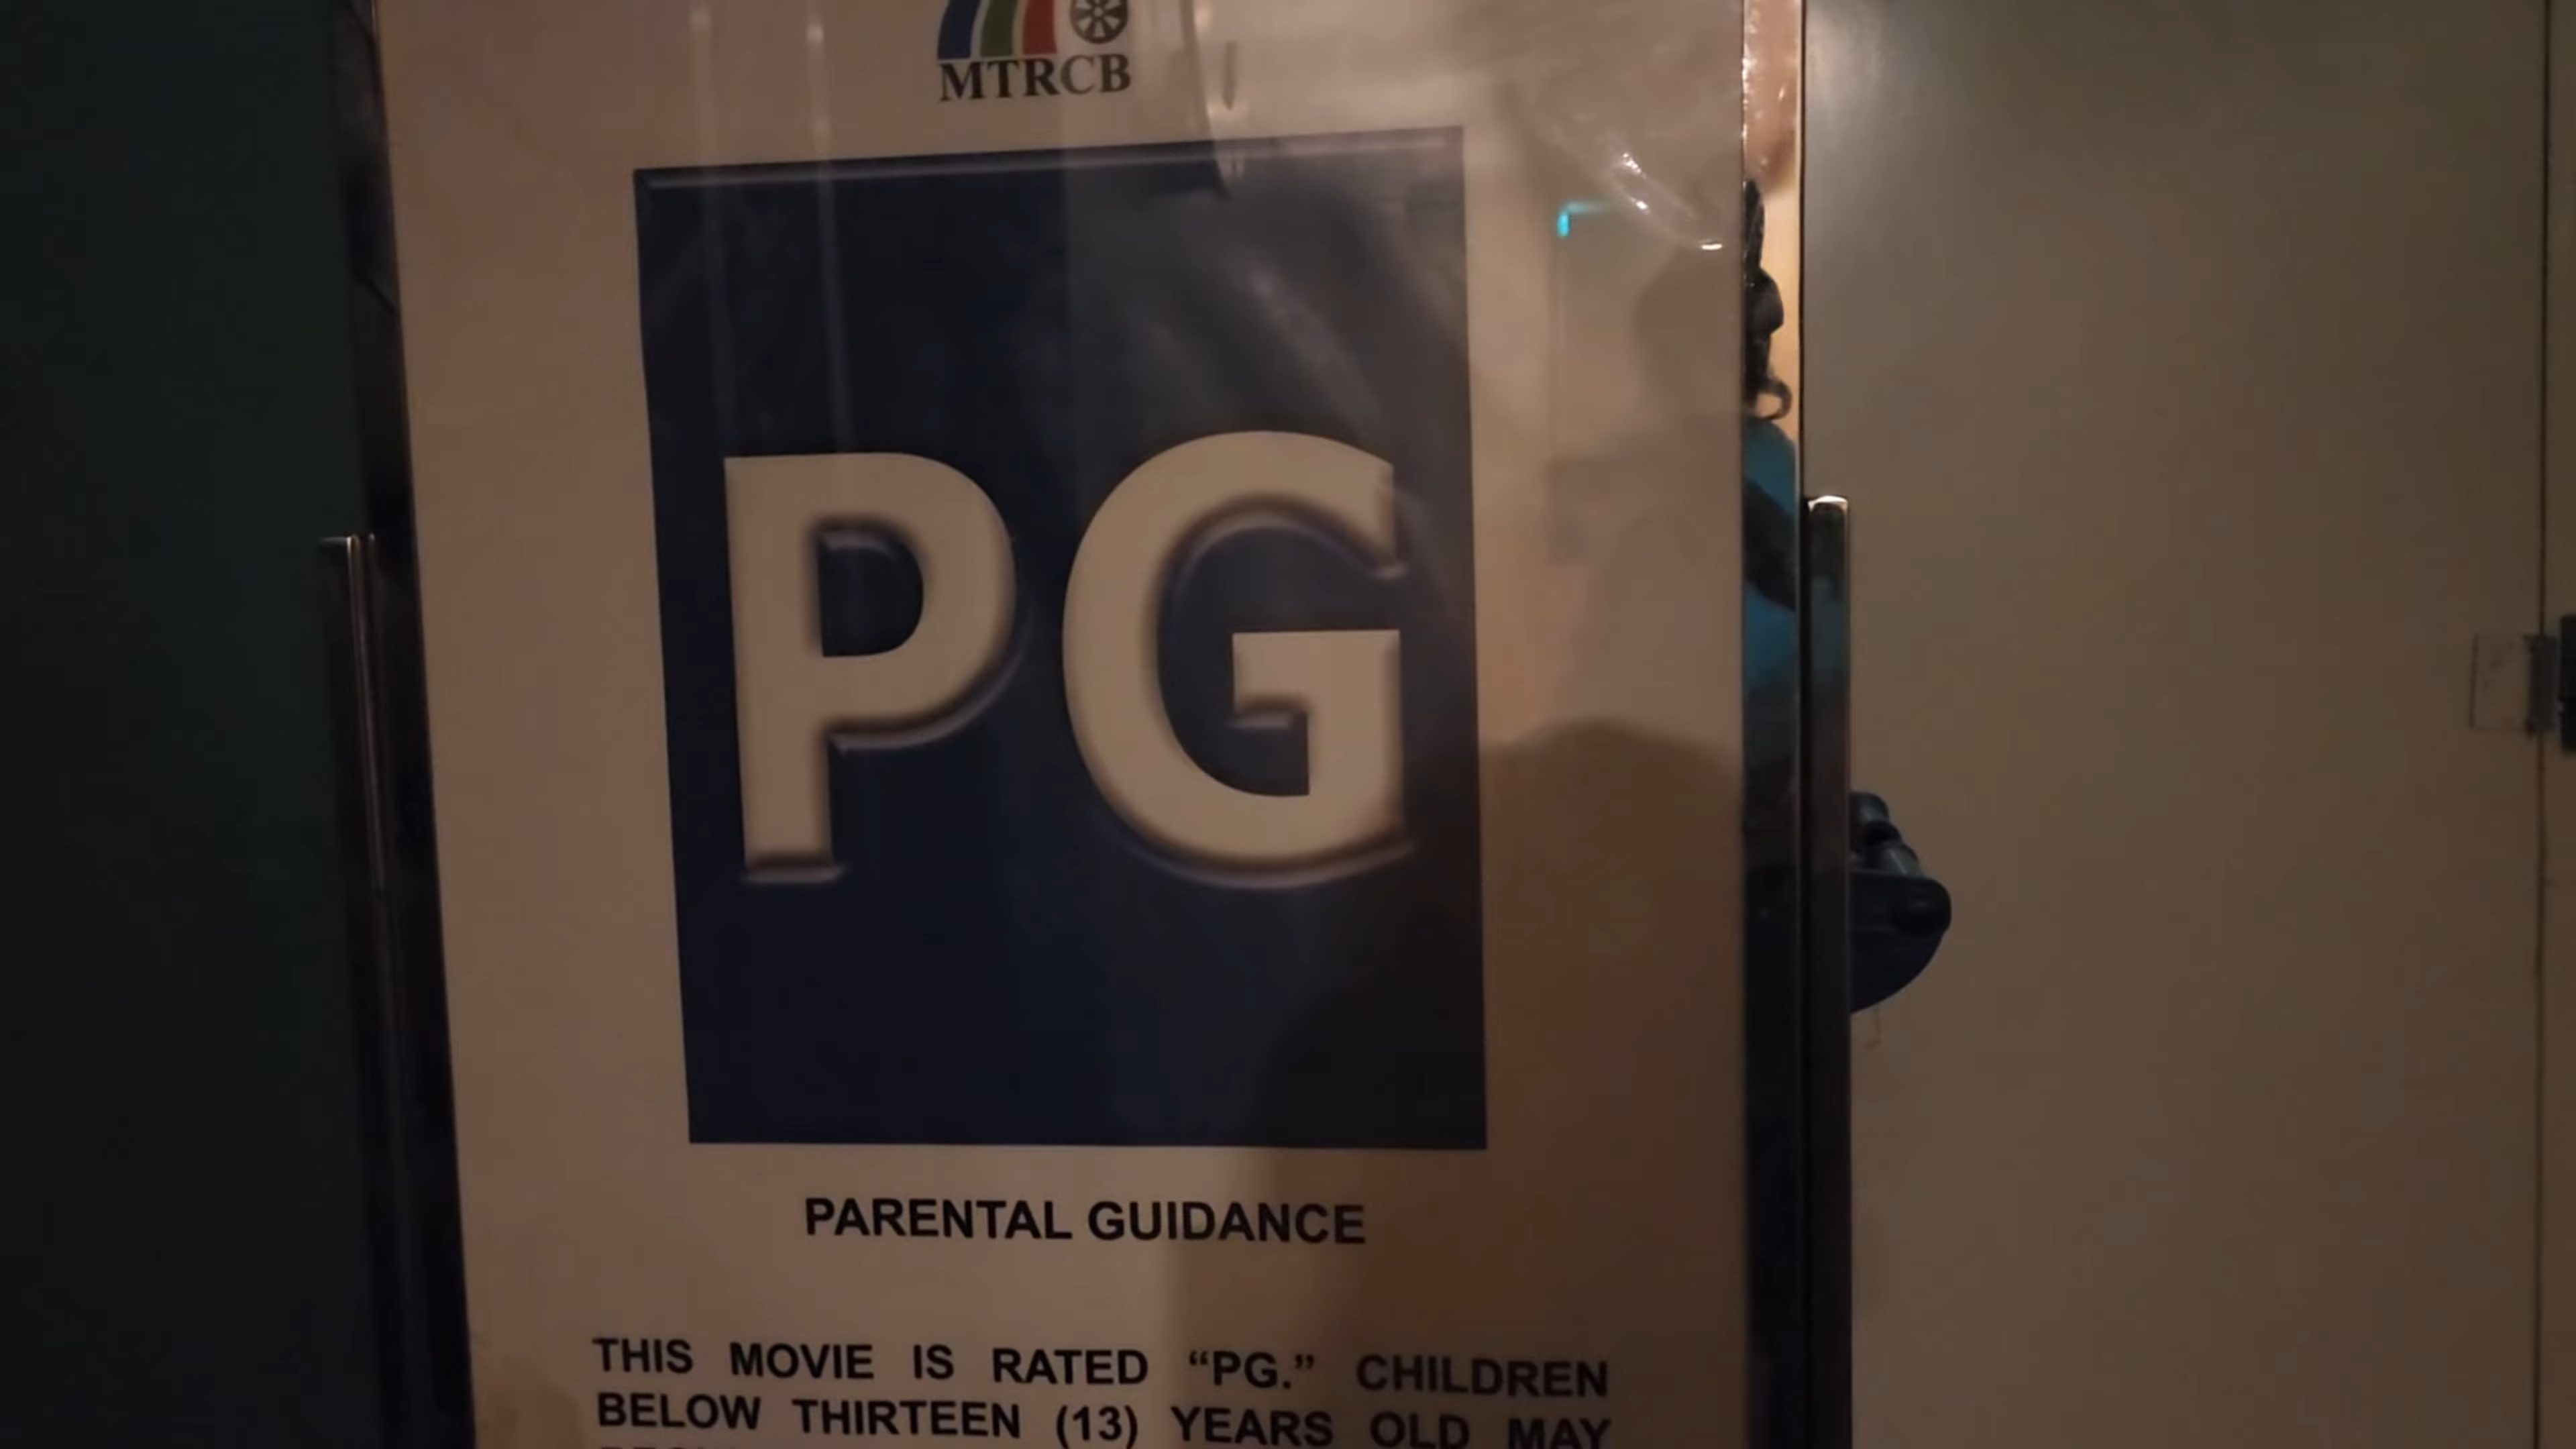 MTRCB
PG
PARENTAL GUIDANCE
THIS MOVIE IS RATED “PG.” CHILDREN
BELOW THIRTEEN (13) YEARS OLD MAY